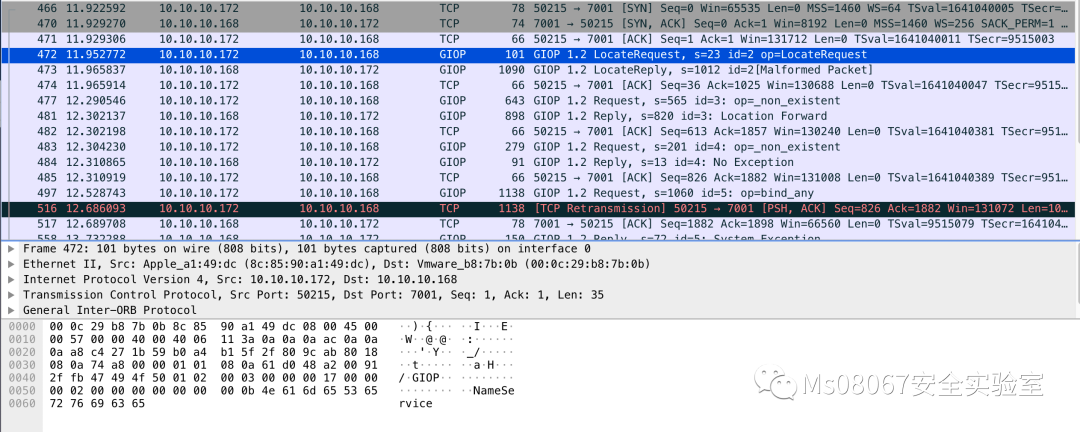 466 11.922592 10.10.10.172 10.10.10.168 TCP 78 50215 → 7001 [SYN] Seq=0 Win=65535 Len=0 MSS=1460 WS=64 TSval=1641040005 TSecr=…
470 11.929270 10.10.10.168 10.10.10.172 TCP 74 7001 → 50215 [SYN, ACK] Seq=0 Ack=1 Win=8192 Len=0 MSS=1460 WS=256 SACK_PERM=1 …
471 11.929306 10.10.10.172 10.10.10.168 TCP 66 50215 → 7001 [ACK] Seq=1 Ack=1 Win=131712 Len=0 TSval=1641040011 TSecr=9515003
472 11.952772 10.10.10.172 10.10.10.168 GIOP 101 GIOP 1.2 LocateRequest, s=23 id=2 op=LocateRequest
473 11.965837 10.10.10.168 10.10.10.172 GIOP 1090 GIOP 1.2 LocateReply, s=1012 id=2[Malformed Packet]
474 11.965914 10.10.10.172 10.10.10.168 TCP 66 50215 → 7001 [ACK] Seq=36 Ack=1025 Win=130688 Len=0 TSval=1641040047 TSecr=9515…
477 12.290546 10.10.10.172 10.10.10.168 GIOP 643 GIOP 1.2 Request, s=565 id=3: op=_non_existent
481 12.302137 10.10.10.168 10.10.10.172 GIOP 898 GIOP 1.2 Reply, s=820 id=3: Location Forward
482 12.302198 10.10.10.172 10.10.10.168 TCP 66 50215 → 7001 [ACK] Seq=613 Ack=1857 Win=130240 Len=0 TSval=1641040381 TSecr=951…
483 12.304230 10.10.10.172 10.10.10.168 GIOP 279 GIOP 1.2 Request, s=201 id=4: op=_non_existent
484 12.310865 10.10.10.168 10.10.10.172 GIOP 91 GIOP 1.2 Reply, s=13 id=4: No Exception
485 12.310919 10.10.10.172 10.10.10.168 TCP 66 50215 → 7001 [ACK] Seq=826 Ack=1882 Win=131008 Len=0 TSval=1641040389 TSecr=951…
497 12.528743 10.10.10.172 10.10.10.168 GIOP 1138 GIOP 1.2 Request, s=1060 id=5: op=bind_any
516 12.686093 10.10.10.172 10.10.10.168 TCP 1138 [TCP Retransmission] 50215 → 7001 [PSH, ACK] Seq=826 Ack=1882 Win=131072 Len=10…
517 12.689708 10.10.10.168 10.10.10.172 TCP 78 7001 → 50215 [ACK] Seq=1882 Ack=1898 Win=66560 Len=0 TSval=9515079 TSecr=164104…
558 13.732288 10.10.10.168 10.10.10.172 GIOP 150 GIOP 1.2 Reply, s=72 id=5: System Exception
Frame 472: 101 bytes on wire (808 bits), 101 bytes captured (808 bits) on interface 0
Ethernet II, Src: Apple_a1:49:dc (8c:85:90:a1:49:dc), Dst: Vmware_b8:7b:0b (00:0c:29:b8:7b:0b)
Internet Protocol Version 4, Src: 10.10.10.172, Dst: 10.10.10.168
Transmission Control Protocol, Src Port: 50215, Dst Port: 7001, Seq: 1, Ack: 1, Len: 35
General Inter-ORB Protocol
0000 00 0c 29 b8 7b 0b 8c 85 90 a1 49 dc 08 00 45 00 ··)·{··· ··I···E·
0010 00 57 00 00 40 00 40 06 11 3a 0a 0a 0a ac 0a 0a ·W··@·@· ·:······
0020 0a a8 c4 27 1b 59 b0 a4 b1 5f 2f 80 9c ab 80 18 ···'·Y·· ·_/·····
0030 08 0a 74 a8 00 00 01 01 08 0a 61 d0 48 a2 00 91 ··t····· ··a·H···
0040 2f fb 47 49 4f 50 01 02 00 03 00 00 00 17 00 00 /·GIOP·· ········
0050 00 02 00 00 00 00 00 00 00 0b 4e 61 6d 65 53 65 ········ ··NameSe
0060 72 76 69 63 65 rvice
Ms08067安全实验室